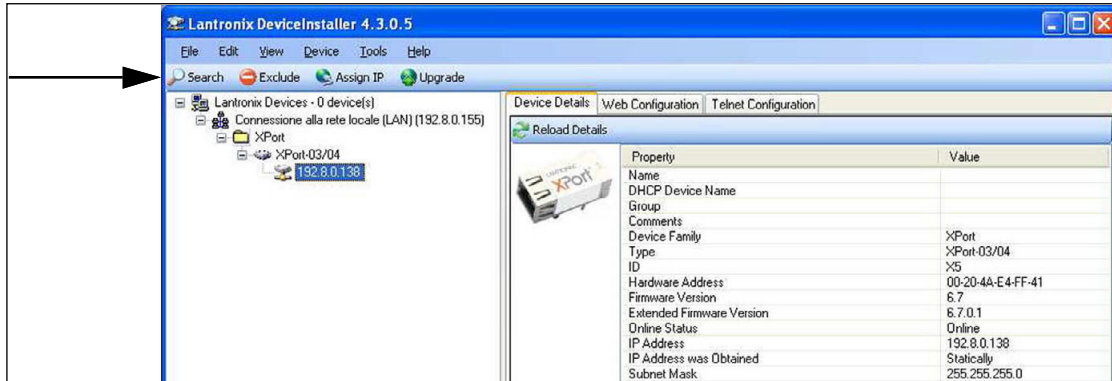 Lantronix DeviceInstaller 4.3.0.5
File Edit View Device Tools Help
Search Exclude Assign IP Upgrade
Lantronix Devices - 0 device(s)
Connessione alla rete locale (LAN) (192.8.0.155)
XPort
XPort-03/04
192.8.0.138
Device Details Web Configuration Telnet Configuration
Reload Details
LANTRONIX
XPort
Property Value
Name
DHCP Device Name
Group
Comments
Device Family XPort
Type XPort-03/04
ID X5
Hardware Address 00-20-4A-E4-FF-41
Firmware Version 6.7
Extended Firmware Version 6.7.0.1
Online Status Online
IP Address 192.8.0.138
IP Address was Obtained Statically
Subnet Mask 255.255.255.0